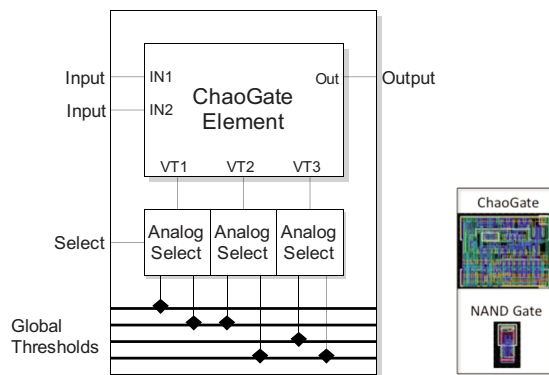 Input
IN1
Out
Output
ChaoGate
Element
Input
IN2
VT1 VT2 VT3
Select
Analog
Select
Analog
Select
Analog
Select
Global
Thresholds
ChaoGate
NAND Gate